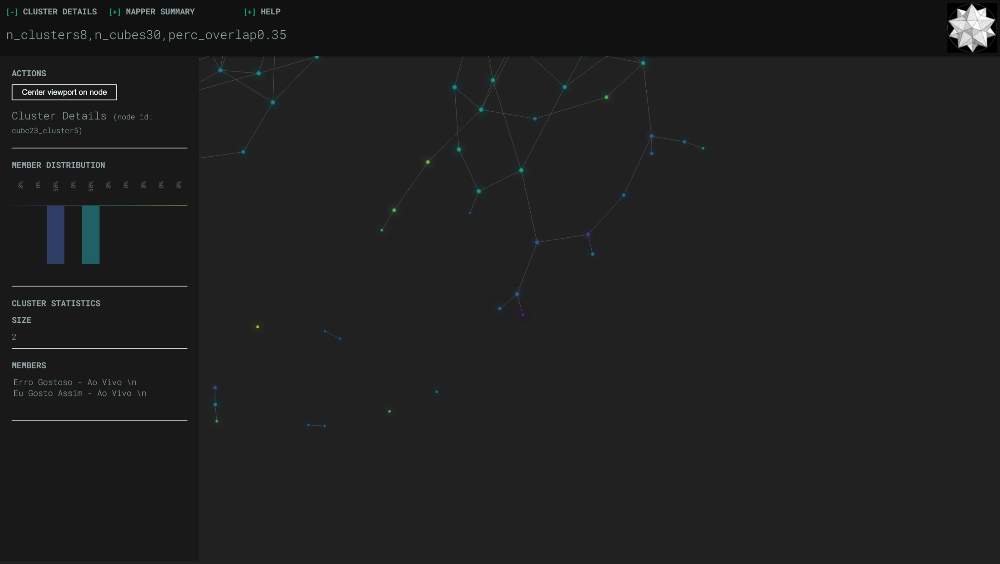 [-] CLUSTER DETAILS [+] MAPPER SUMMARY [+] HELP
n_clusters8,n_cubes30,perc_overlap0.35
ACTIONS
Center viewport on node
Cluster Details (node id:
cube23_cluster5)
MEMBER DISTRIBUTION
0% 0% 50% 0% 50% 0% 0% 0% 0% 0%
CLUSTER STATISTICS
SIZE
2
MEMBERS
Erro Gostoso - Ao Vivo \n
Eu Gosto Assim - Ao Vivo \n